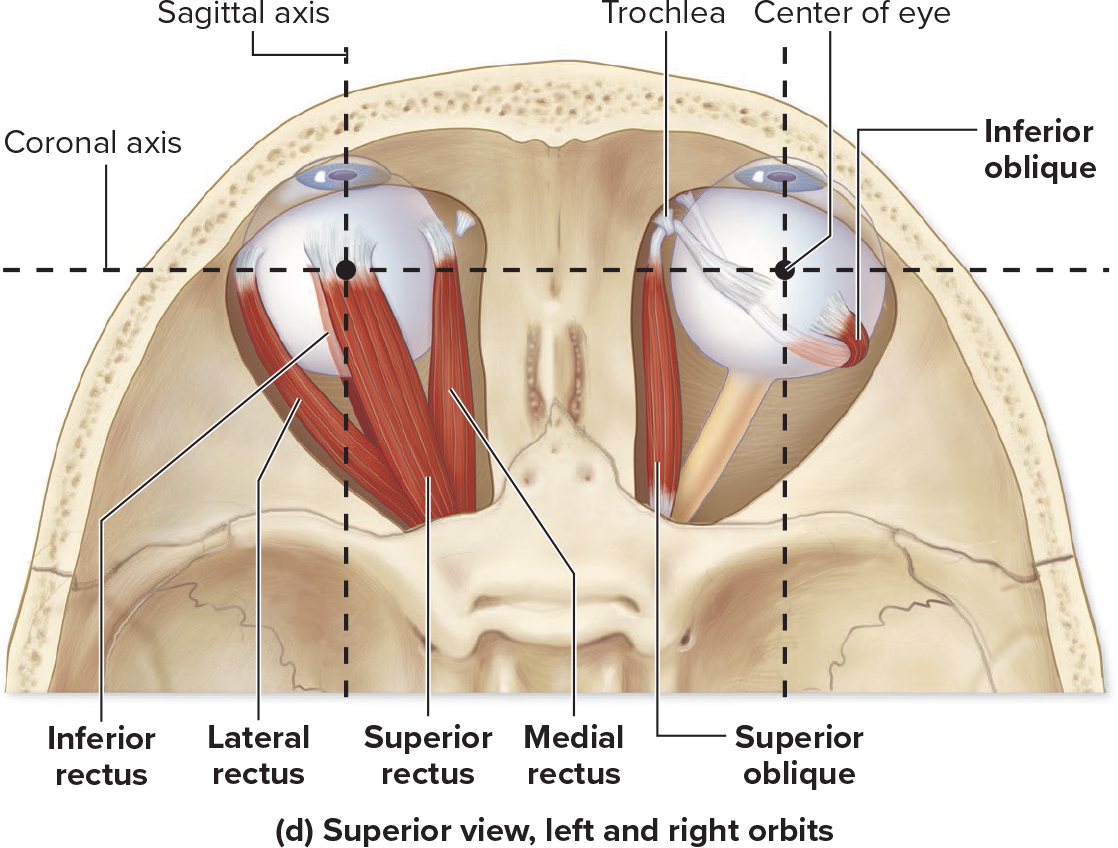 Sagittal axis
Trochlea
Center of eye
Coronal axis
Inferior
oblique
Inferior
rectus
Lateral
rectus
Superior
rectus
Medial
rectus
Superior
oblique
(d) Superior view, left and right orbits